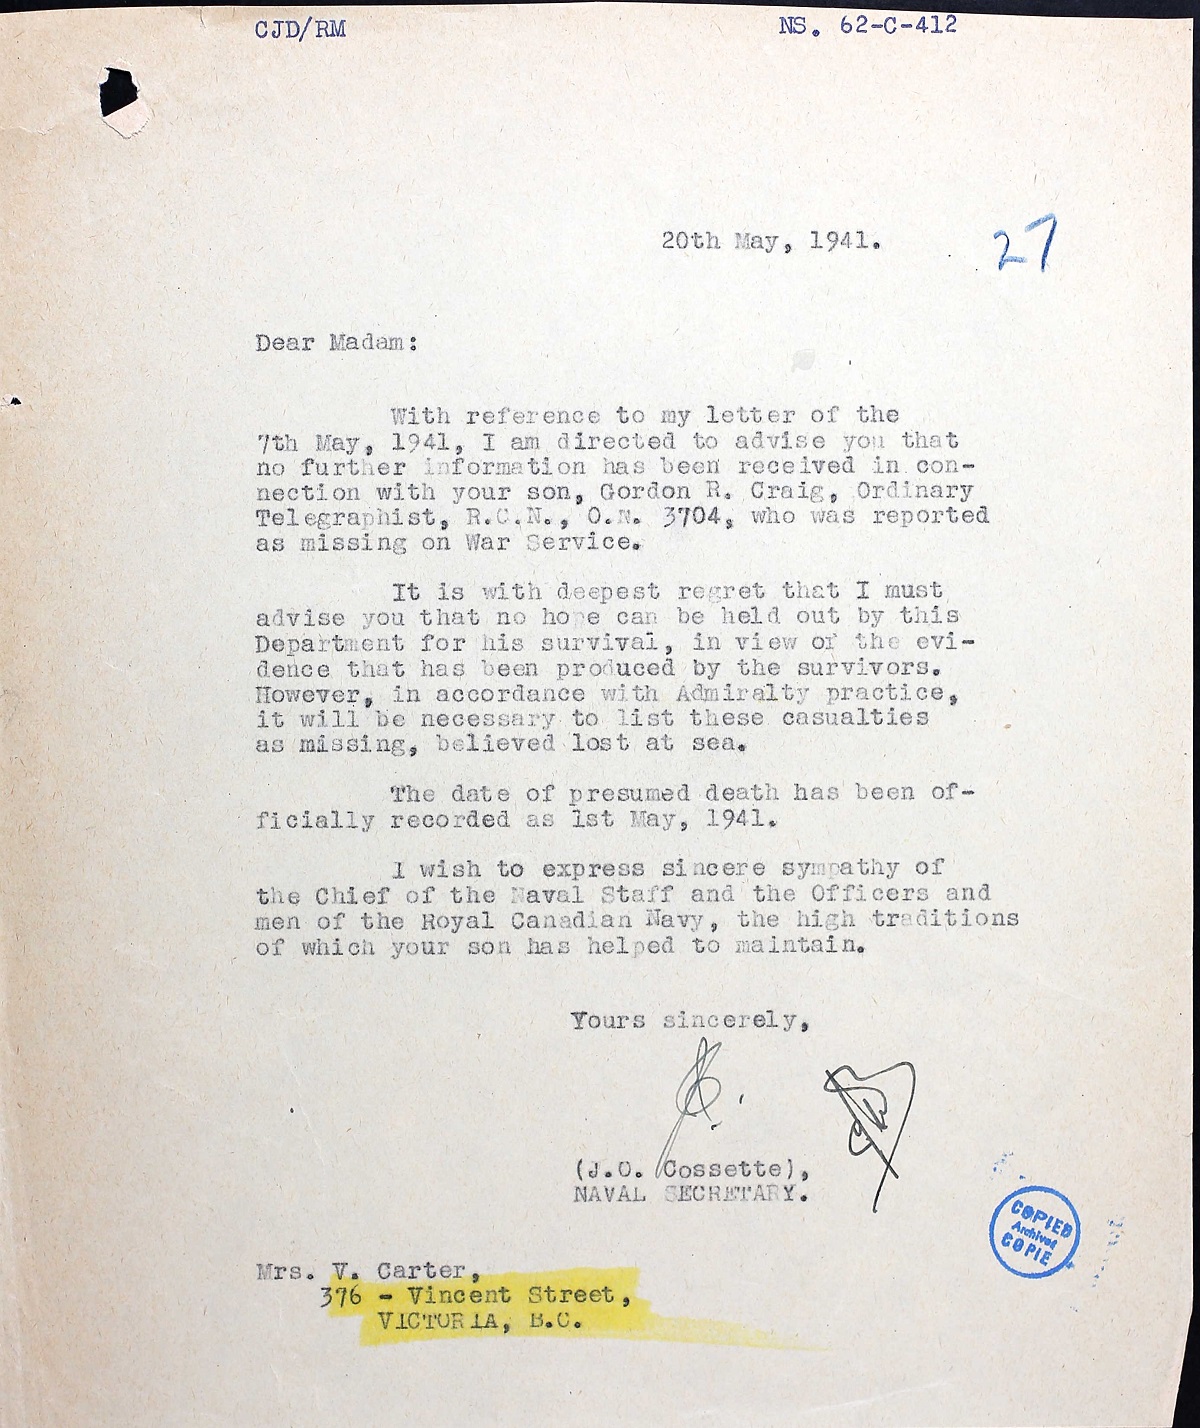 CJD/RM NS. 62-C-412
20th May, 1941. 27
Dear Madam:
With reference to my letter of the
7th May, 1941, I am directed to advise you that
no further information has been received in con-
nection with your son, Gordon R. Craig, Ordinary
Telegraphist, R.C.N., O.N. 3704, who was reported
as missing on War Service.
It is with deepest regret that I must
advise you that no hope can be held out by this
Department for his survival, in view of the evi-
dence that has been produced by the survivors.
However, in accordance with Admiralty practice,
it will be necessary to list these casualties
as missing, believed lost at sea.
The date of presumed death has been of-
ficially recorded as 1st May, 1941.
I wish to express sincere sympathy of
the Chief of the Naval Staff and the Officers and
men of the Royal Canadian Navy, the high traditions
of which your son has helped to maintain.
Yours sincerely,
(J.O. Cossette),
NAVAL SECRETARY.
COPIED
Archives
COPIE
Mrs. V. Carter,
376 - Vincent Street,
VICTORIA, B.C.